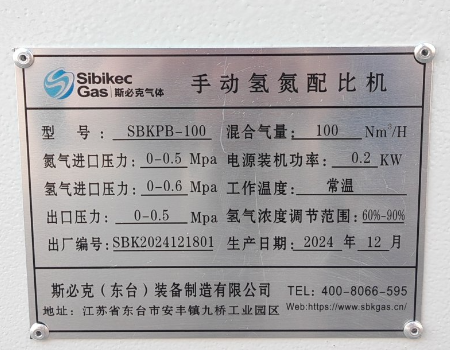 Sibikec Gas 斯必克气体 手动氢氮配比机
型 号: SBKPB-100 混合气量: 100 Nm³/H
氮气进口压力: 0-0.5 Mpa 电源装机功率: 0.2 KW
氢气进口压力: 0-0.6 Mpa 工作温度: 常温
出口压力: 0-0.5 Mpa 氢气浓度调节范围: 60%-90%
出厂编号: SBK2024121801 生产日期: 2024 年 12 月
斯必克(东台)装备制造有限公司 TEL: 400-8066-595
地址: 江苏省东台市安丰镇九桥工业园区 Web:https://www.sbkgas.cn/